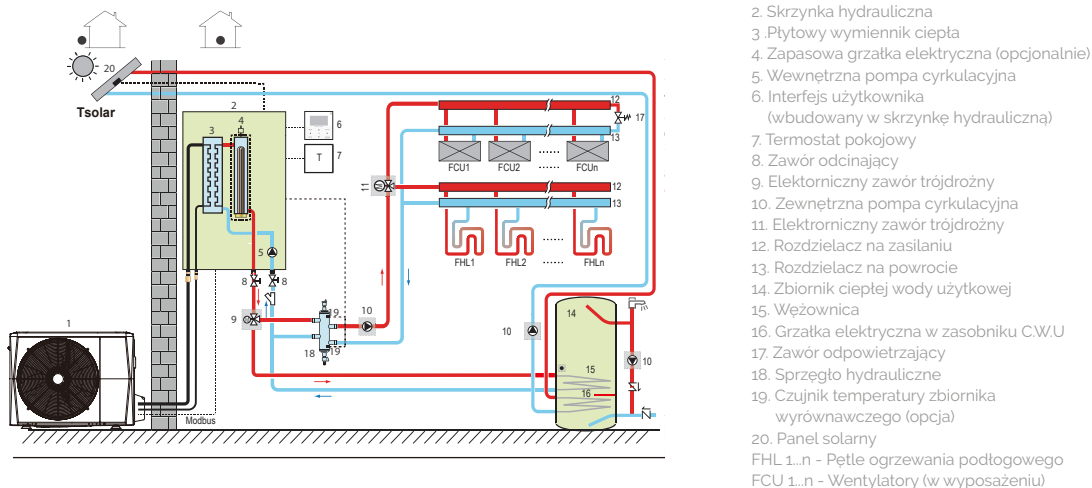 20
Tsolar
2
3
4
6
T
7
5
8
8
1
Modbus
9
10
19
18
19
11
12
17
13
FCU1
FCU2
......
FCUn
......
12
13
FHL1
FHL2
......
FHLn
......
10
14
15
16
10
2. Skrzynka hydrauliczna
3 .Płytowy wymiennik ciepła
4. Zapasowa grzałka elektryczna (opcjonalnie)
5. Wewnętrzna pompa cyrkulacyjna
6. Interfejs użytkownika
(wbudowany w skrzynkę hydrauliczną)
7. Termostat pokojowy
8. Zawór odcinający
9. Elektorniczny zawór trójdrożny
10. Zewnętrzna pompa cyrkulacyjna
11. Elektrorniczny zawór trójdrożny
12. Rozdzielacz na zasilaniu
13. Rozdzielacz na powrocie
14. Zbiornik ciepłej wody użytkowej
15. Wężownica
16. Grzałka elektryczna w zasobniku C.W.U
17. Zawór odpowietrzający
18. Sprzęgło hydrauliczne
19. Czujnik temperatury zbiornika
wyrównawczego (opcja)
20. Panel solarny
FHL 1...n - Pętle ogrzewania podłogowego
FCU 1...n - Wentylatory (w wyposażeniu)